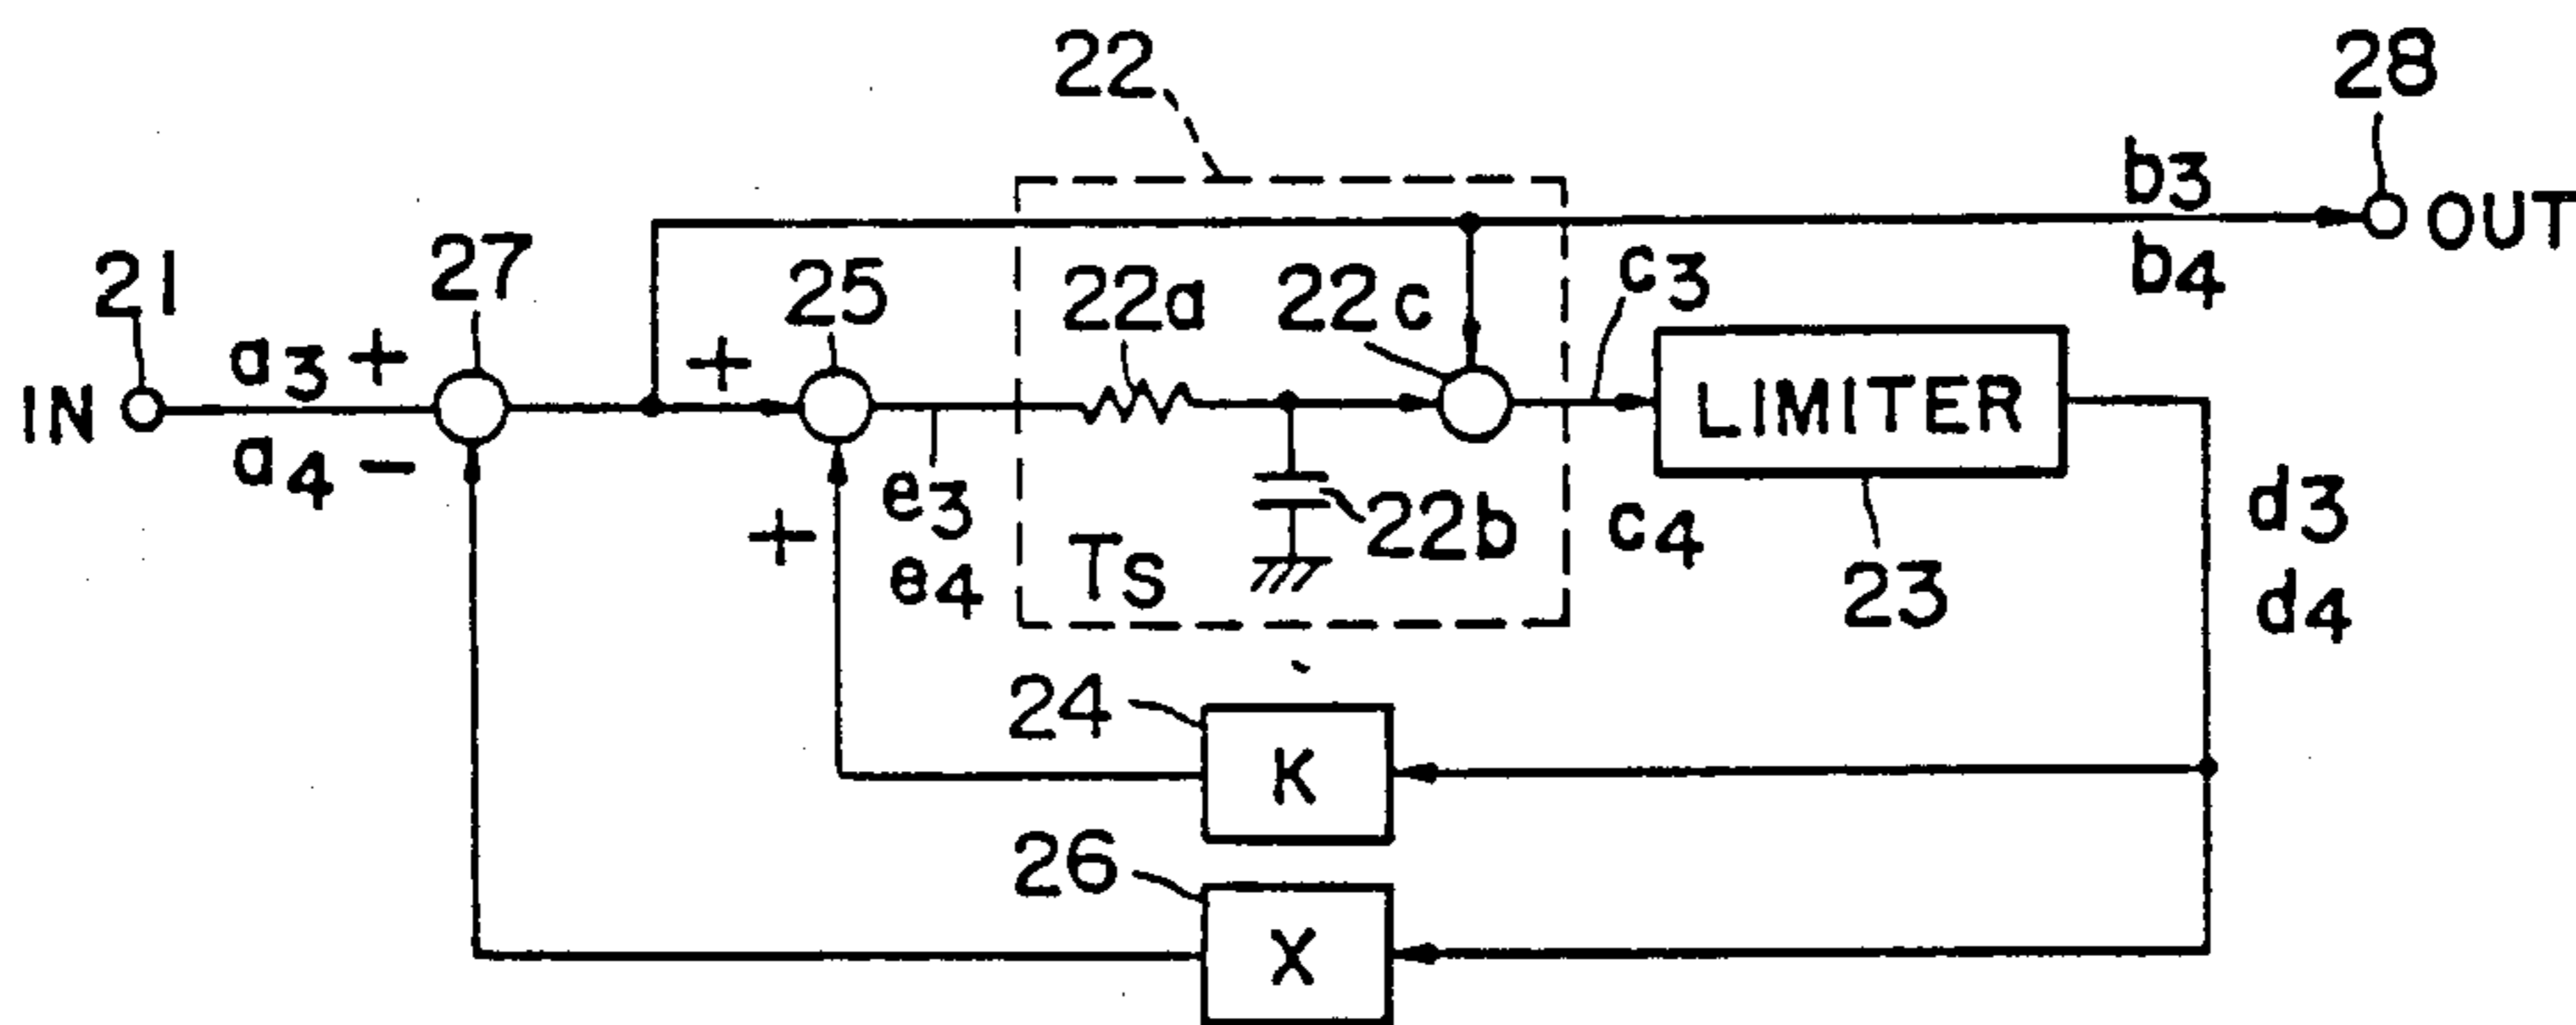 22
28
b3
OUT
b4
21
27
25
22a
22c
c3
IN
a3 +
a4 -
+
+
e3
e4
Ts
22b
c4
LIMITER
23
d3
d4
24
K
26
X